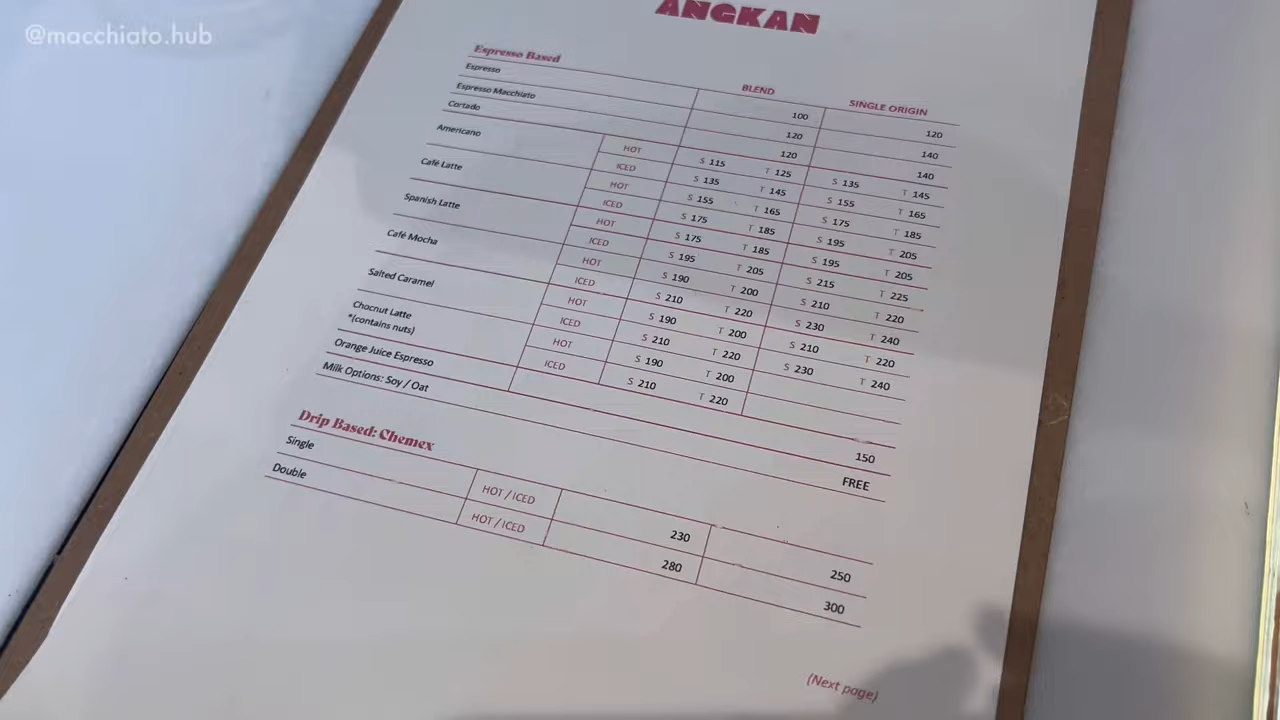 @macchiato.hub
ANGKAN
Espresso Based
BLEND SINGLE ORIGIN
Espresso 100 120
Espresso Macchiato 120 140
Cortado 120 140
Americano HOT S 115 T 125 S 135 T 145
ICED S 135 T 145 S 155 T 165
Café Latte HOT S 155 T 165 S 175 T 185
ICED S 175 T 185 S 195 T 205
Spanish Latte HOT S 175 T 185 S 195 T 205
ICED S 195 T 205 S 215 T 225
Café Mocha HOT S 190 T 200 S 210 T 220
ICED S 210 T 220 S 230 T 240
Salted Caramel HOT S 190 T 200 S 210 T 220
ICED S 210 T 220 S 230 T 240
Chocnut Latte HOT S 190 T 200
*(contains nuts) ICED S 210 T 220
Orange Juice Espresso 150
Milk Options: Soy / Oat FREE
Drip Based: Chemex
Single HOT / ICED 230 250
Double HOT / ICED 280 300
(Next page)